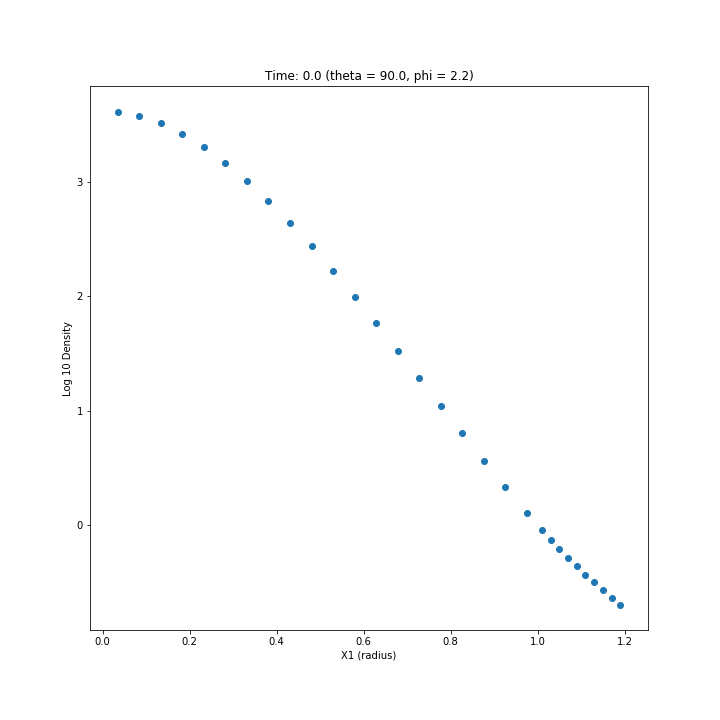 Time: 0.0 (theta = 90.0, phi = 2.2)
3
2
1
0
Log 10 Density
0.0 0.2 0.4 0.6 0.8 1.0 1.2
X1 (radius)